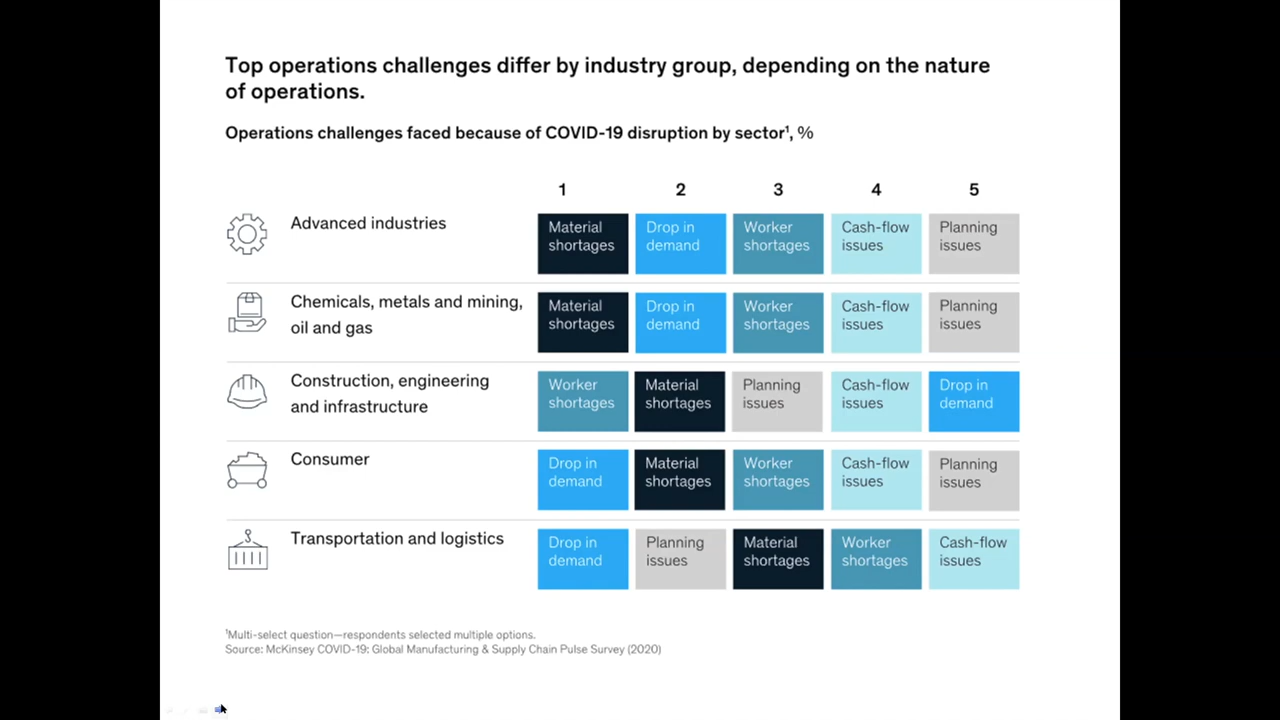 Top operations challenges differ by industry group, depending on the nature
of operations.
Operations challenges faced because of COVID-19 disruption by sector¹, %
1 2 3 4 5
Advanced industries
Material
shortages
Drop in
demand
Worker
shortages
Cash-flow
issues
Planning
issues
Chemicals, metals and mining,
oil and gas
Material
shortages
Drop in
demand
Worker
shortages
Cash-flow
issues
Planning
issues
Construction, engineering
and infrastructure
Worker
shortages
Material
shortages
Planning
issues
Cash-flow
issues
Drop in
demand
Consumer
Drop in
demand
Material
shortages
Worker
shortages
Cash-flow
issues
Planning
issues
Transportation and logistics
Drop in
demand
Planning
issues
Material
shortages
Worker
shortages
Cash-flow
issues
¹Multi-select question—respondents selected multiple options.
Source: McKinsey COVID-19: Global Manufacturing & Supply Chain Pulse Survey (2020)